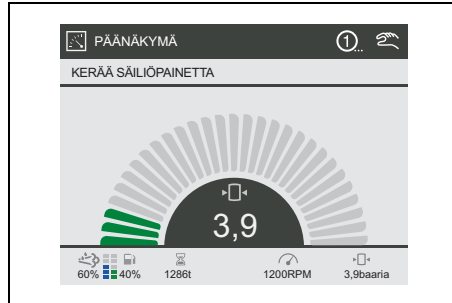 PÄÄNÄKYMÄ 1...
KERÄÄ SÄILIÖPAINETTA
3,9
60% 40% 1286t 1200RPM 3,9baaria